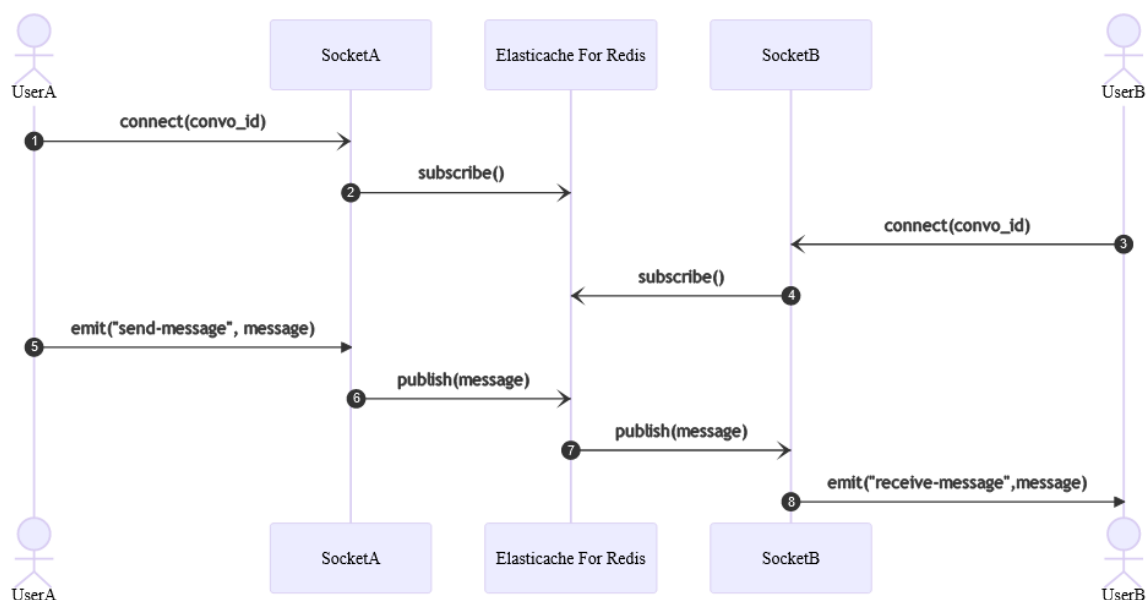 SocketA
Elasticache For Redis
SocketB
UserA
UserB
connect(convo_id)
1
subscribe()
2
connect(convo_id)
3
subscribe()
4
emit("send-message", message)
5
publish(message)
6
publish(message)
7
emit("receive-message",message)
8
SocketA
Elasticache For Redis
SocketB
UserA
UserB